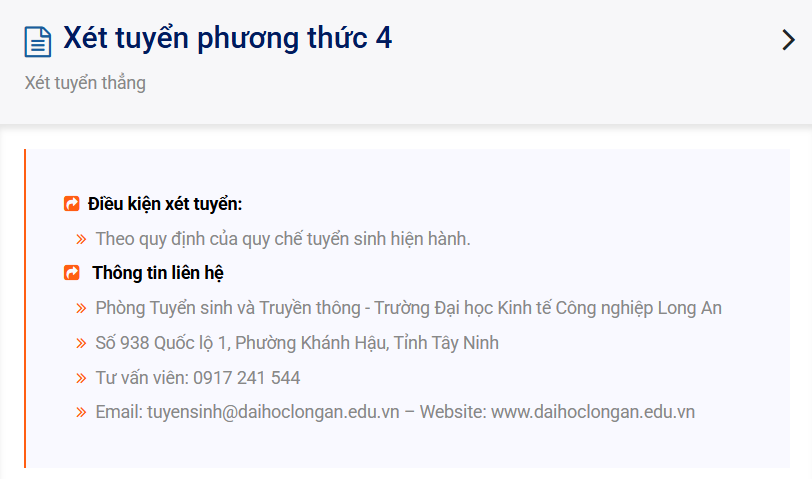 Xét tuyển phương thức 4
Xét tuyển thẳng
Điều kiện xét tuyển:
Theo quy định của quy chế tuyển sinh hiện hành.
Thông tin liên hệ
Phòng Tuyển sinh và Truyền thông - Trường Đại học Kinh tế Công nghiệp Long An
Số 938 Quốc lộ 1, Phường Khánh Hậu, Tỉnh Tây Ninh
Tư vấn viên: 0917 241 544
Email: tuyensinh@daihoclongan.edu.vn – Website: www.daihoclongan.edu.vn